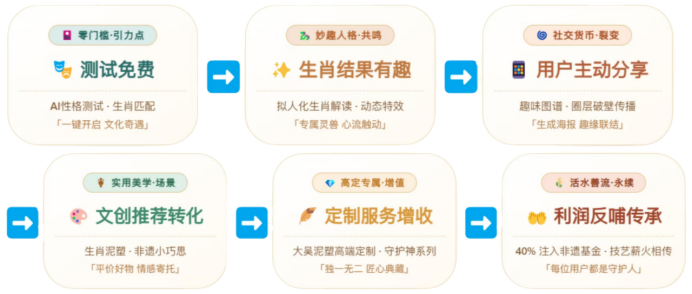 零门槛·引力点
测试免费
AI性格测试·生肖匹配
「一键开启 文化奇遇」
妙趣人格·共鸣
生肖结果有趣
拟人化生肖解读·动态特效
「专属灵兽 心流触动」
社交货币·裂变
用户主动分享
趣味图谱·圈层破壁传播
「生成海报 趣缘联结」
实用美学·场景
文创推荐转化
生肖泥塑·非遗小巧思
「平价好物 情感寄托」
高定专属·增值
定制服务增收
大吴泥塑高端定制·守护神系列
「独一无二 匠心典藏」
活水善流·永续
利润反哺传承
40% 注入非遗基金·技艺薪火相传
「每位用户都是守护人」